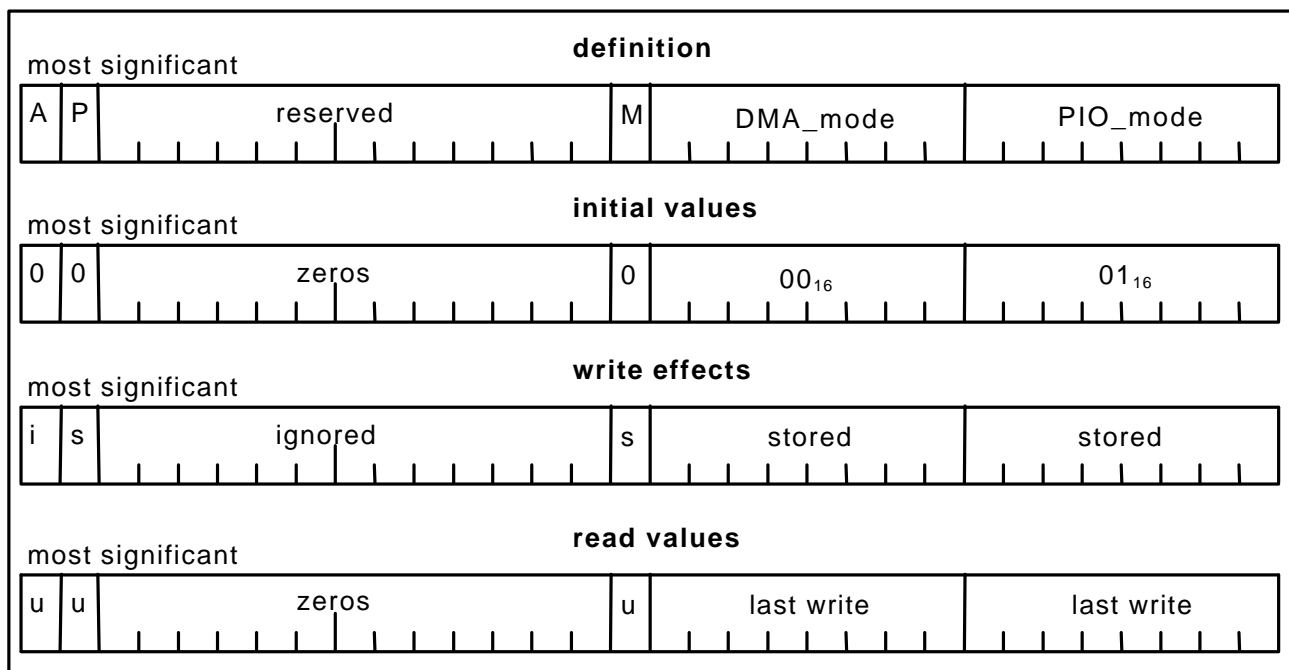 definition
most significant
A P reserved M DMA_mode PIO_mode
initial values
most significant
0 0 zeros 0 00₁₆ 01₁₆
write effects
most significant
i s ignored s stored stored
read values
most significant
u u zeros u last write last write